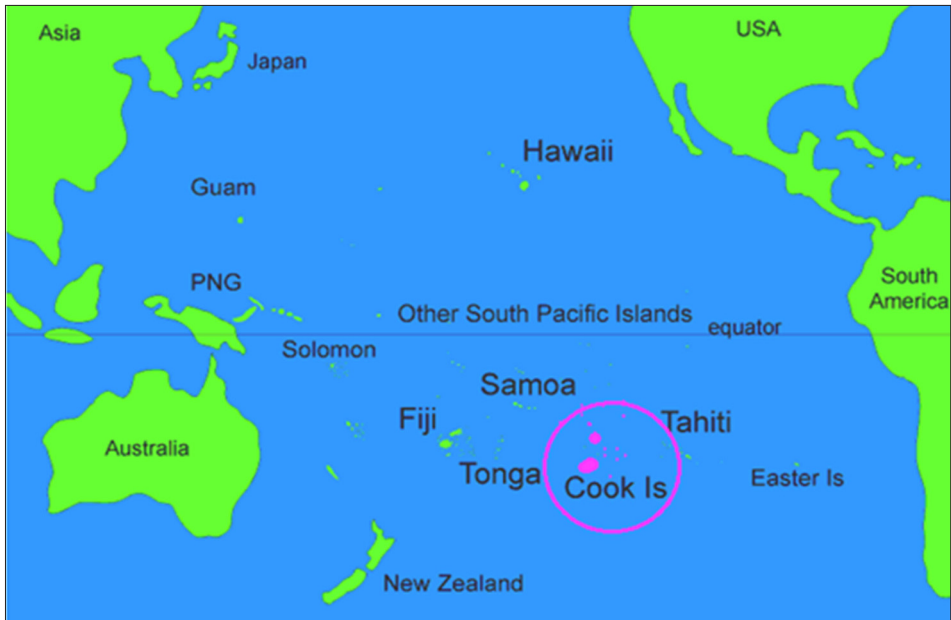 Asia
USA
Japan
Hawaii
Guam
PNG
South
America
Other South Pacific Islands
equator
Solomon
Samoa
Fiji
Tahiti
Australia
Tonga
Cook Is
Easter Is
New Zealand